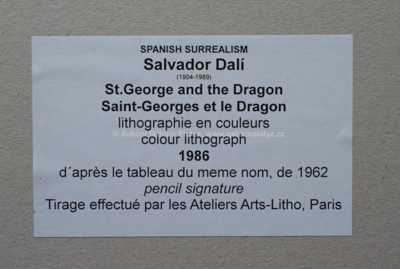 SPANISH SURREALISM
Salvador Dalí
(1904-1989)
St.George and the Dragon
Saint-Georges et le Dragon
lithographie en couleurs
colour lithograph
1986
d´après le tableau du meme nom, de 1962
pencil signature
Tirage effectué par les Ateliers Arts-Litho, Paris